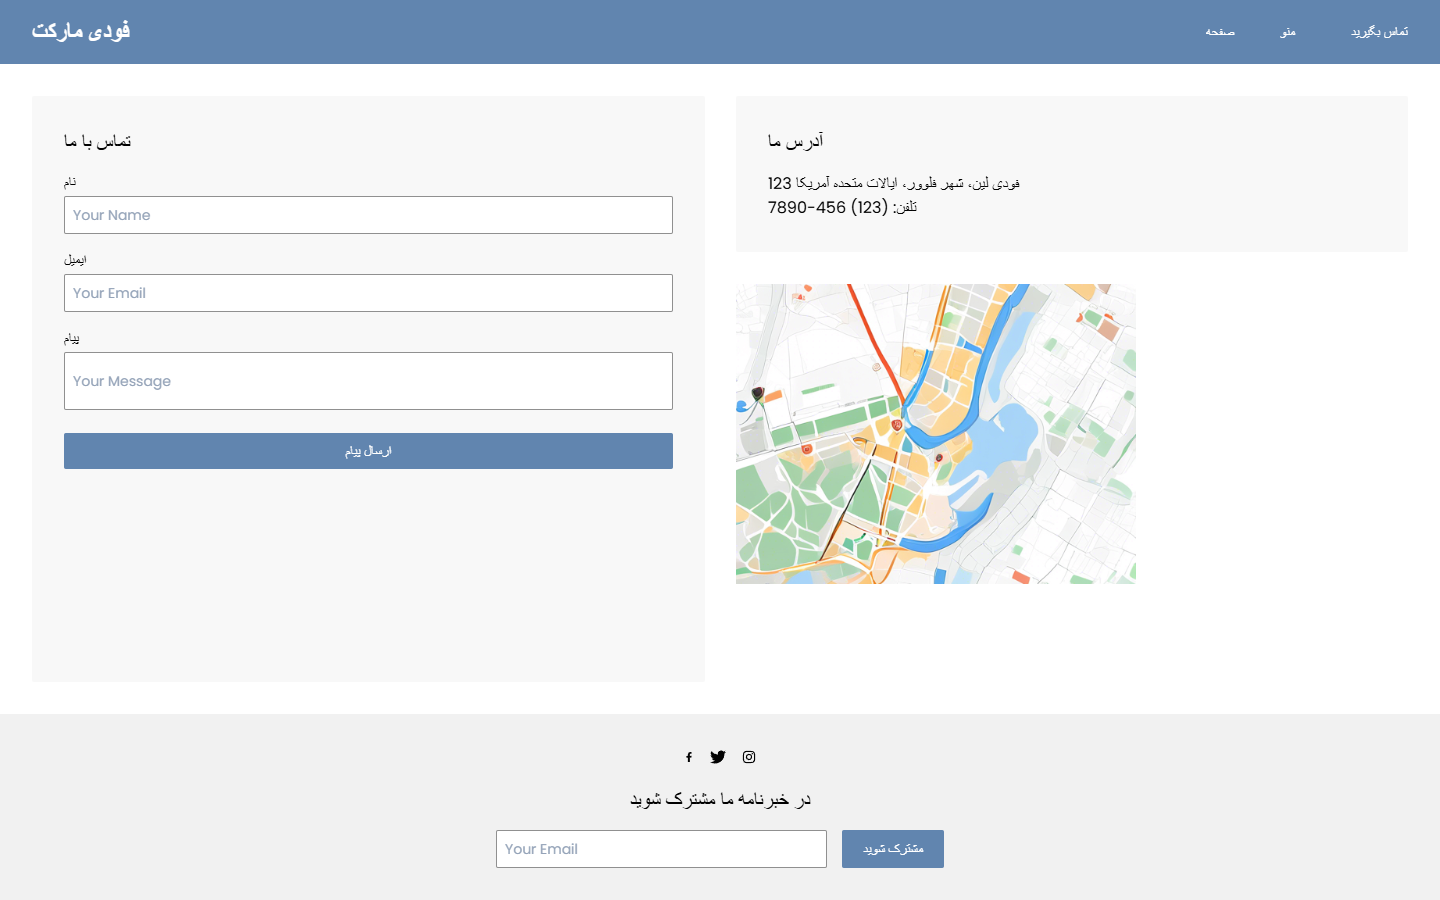 فودی مارکت
صفحه
منو
تماس بگیرید
تماس با ما
نام
Your Name
ایمیل
Your Email
پیام
Your Message
ارسال پیام
آدرس ما
فودی لین، شهر فلوور، ایالات متحده آمریکا 123
تلفن: (123) 456-7890
در خبرنامه ما مشترک شوید
Your Email
مشترک شوید